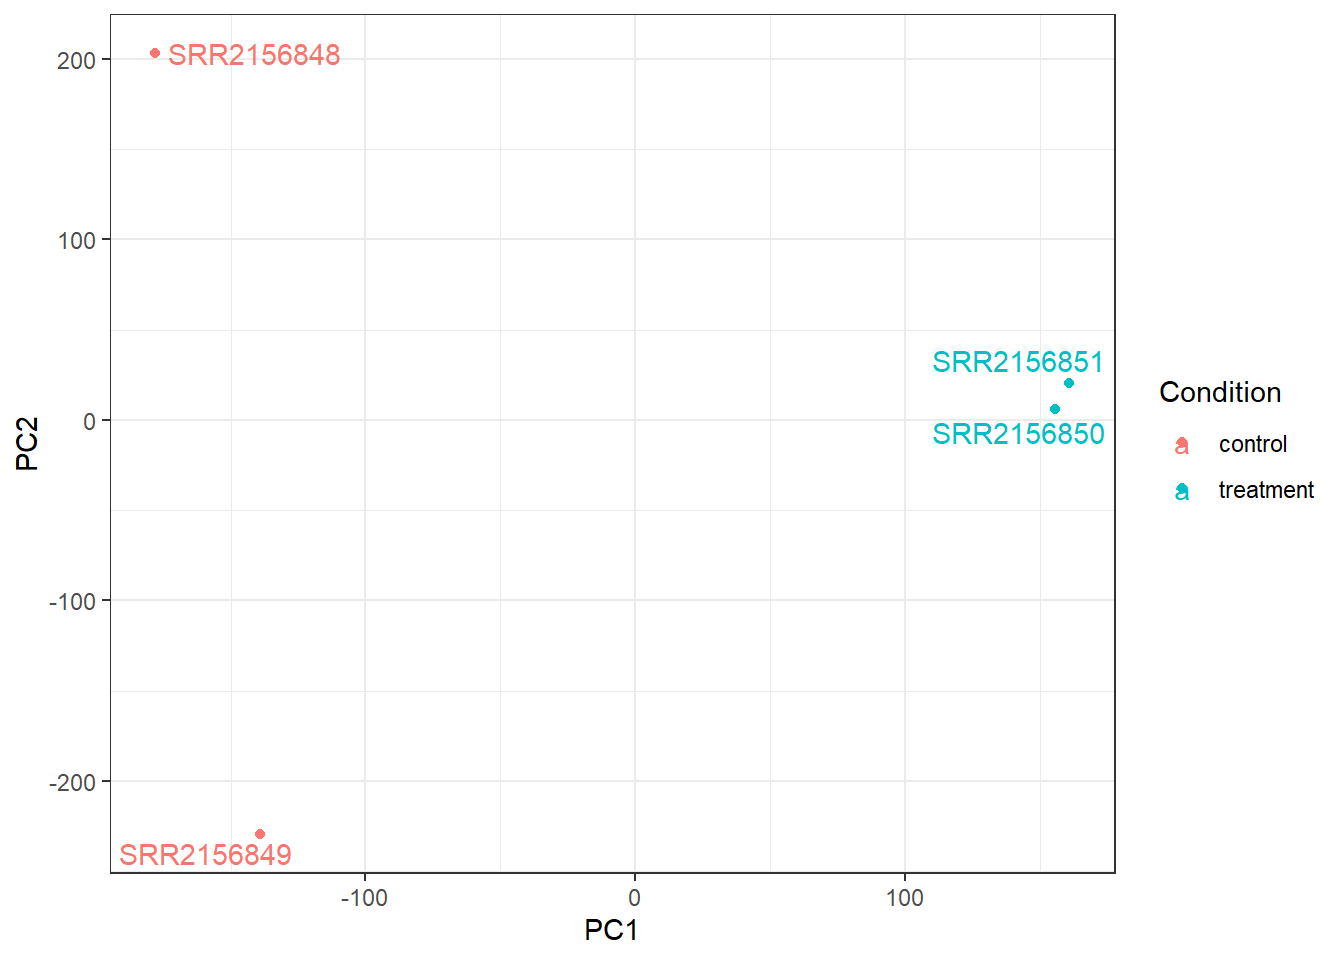 SRR2156848
SRR2156851
SRR2156850
SRR2156849
200
100
0
-100
-200
PC2
-100
0
100
PC1
Condition
a control
a treatment